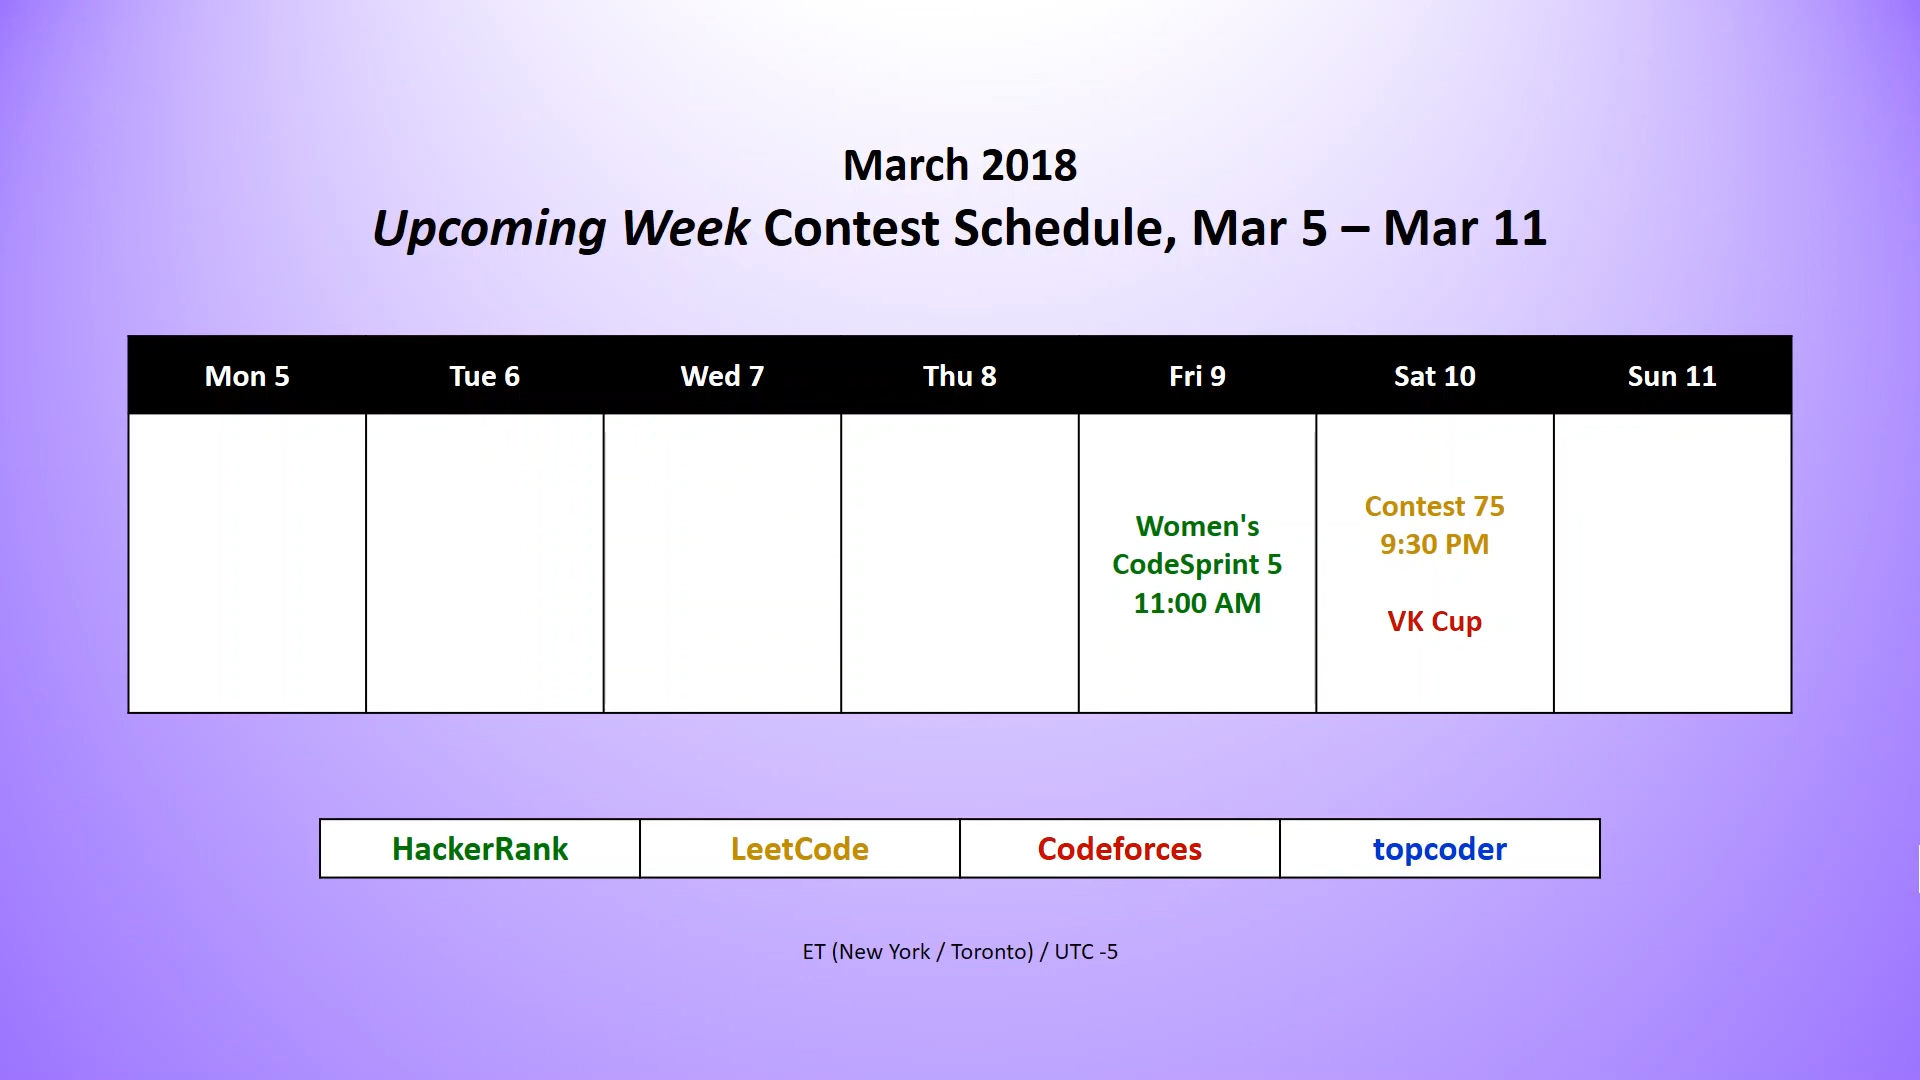 March 2018
Upcoming Week Contest Schedule, Mar 5 – Mar 11
Mon 5
Tue 6
Wed 7
Thu 8
Fri 9
Sat 10
Sun 11
Women's
CodeSprint 5
11:00 AM
Contest 75
9:30 PM
VK Cup
HackerRank
LeetCode
Codeforces
topcoder
ET (New York / Toronto) / UTC -5